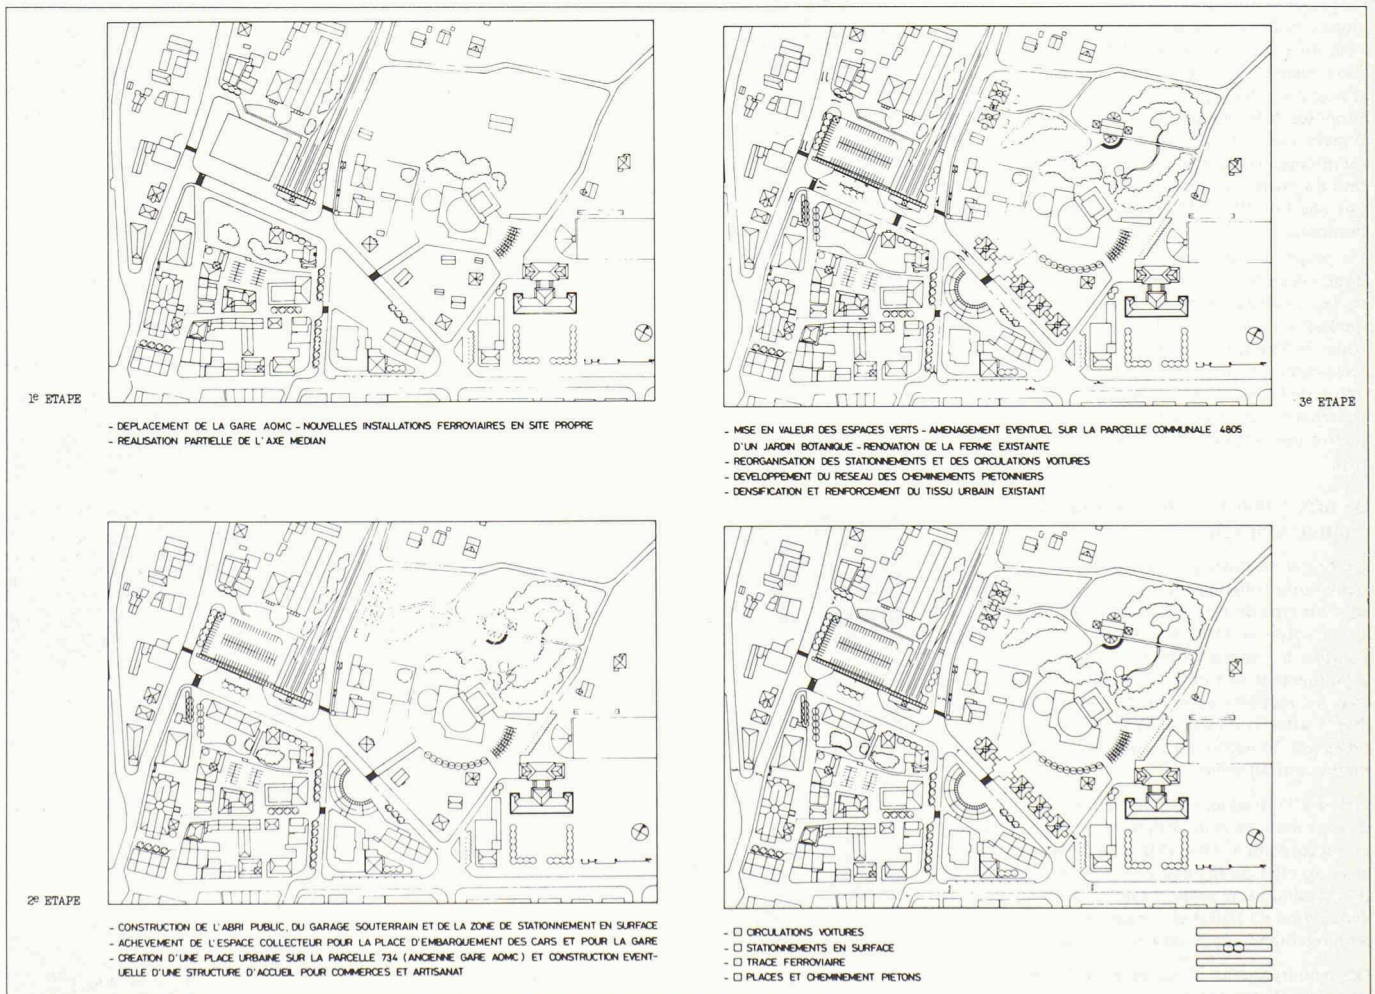 1e ETAPE
- DEPLACEMENT DE LA GARE AOMC - NOUVELLES INSTALLATIONS FERROVIAIRES EN SITE PROPRE
- REALISATION PARTIELLE DE L'AXE MEDIAN
3e ETAPE
- MISE EN VALEUR DES ESPACES VERTS - AMENAGEMENT EVENTUEL SUR LA PARCELLE COMMUNALE 4805
D'UN JARDIN BOTANIQUE - RENOVATION DE LA FERME EXISTANTE
- REORGANISATION DES STATIONNEMENTS ET DES CIRCULATIONS VOITURES
- DEVELOPPEMENT DU RESEAU DES CHEMINEMENTS PIETONNIERS
- DENSIFICATION ET RENFORCEMENT DU TISSU URBAIN EXISTANT
2e ETAPE
- CONSTRUCTION DE L'ABRI PUBLIC, DU GARAGE SOUTERRAIN ET DE LA ZONE DE STATIONNEMENT EN SURFACE
- ACHEVEMENT DE L'ESPACE COLLECTEUR POUR LA PLACE D'EMBARQUEMENT DES CARS ET POUR LA GARE
- CREATION D'UNE PLACE URBAINE SUR LA PARCELLE 734 (ANCIENNE GARE AOMC) ET CONSTRUCTION EVENT-
UELLE D'UNE STRUCTURE D'ACCUEIL POUR COMMERCES ET ARTISANAT
- □ CIRCULATIONS VOITURES
- □ STATIONNEMENTS EN SURFACE
- □ TRACE FERROVIAIRE
- □ PLACES ET CHEMINEMENT PIETONS